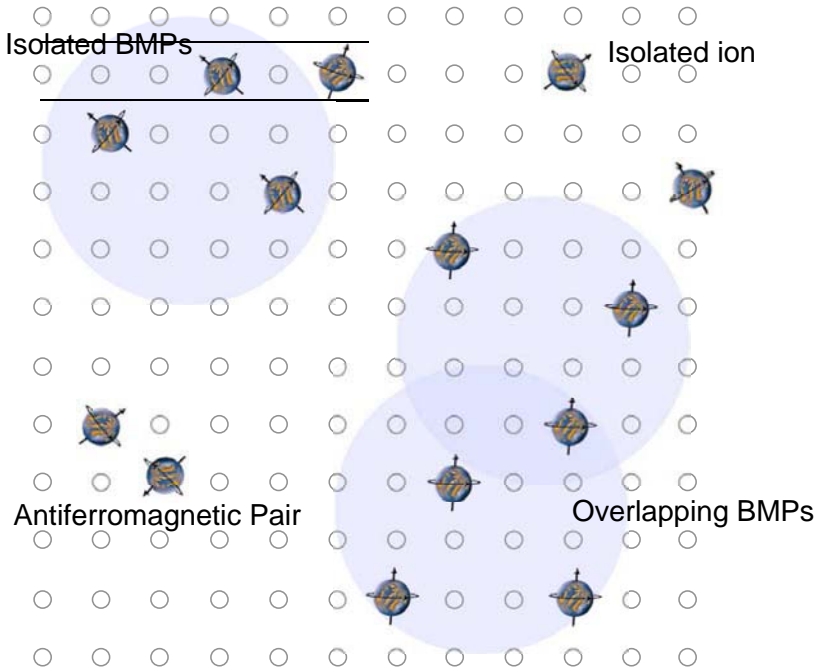 Isolated BMPs
Isolated ion
Antiferromagnetic Pair
Overlapping BMPs